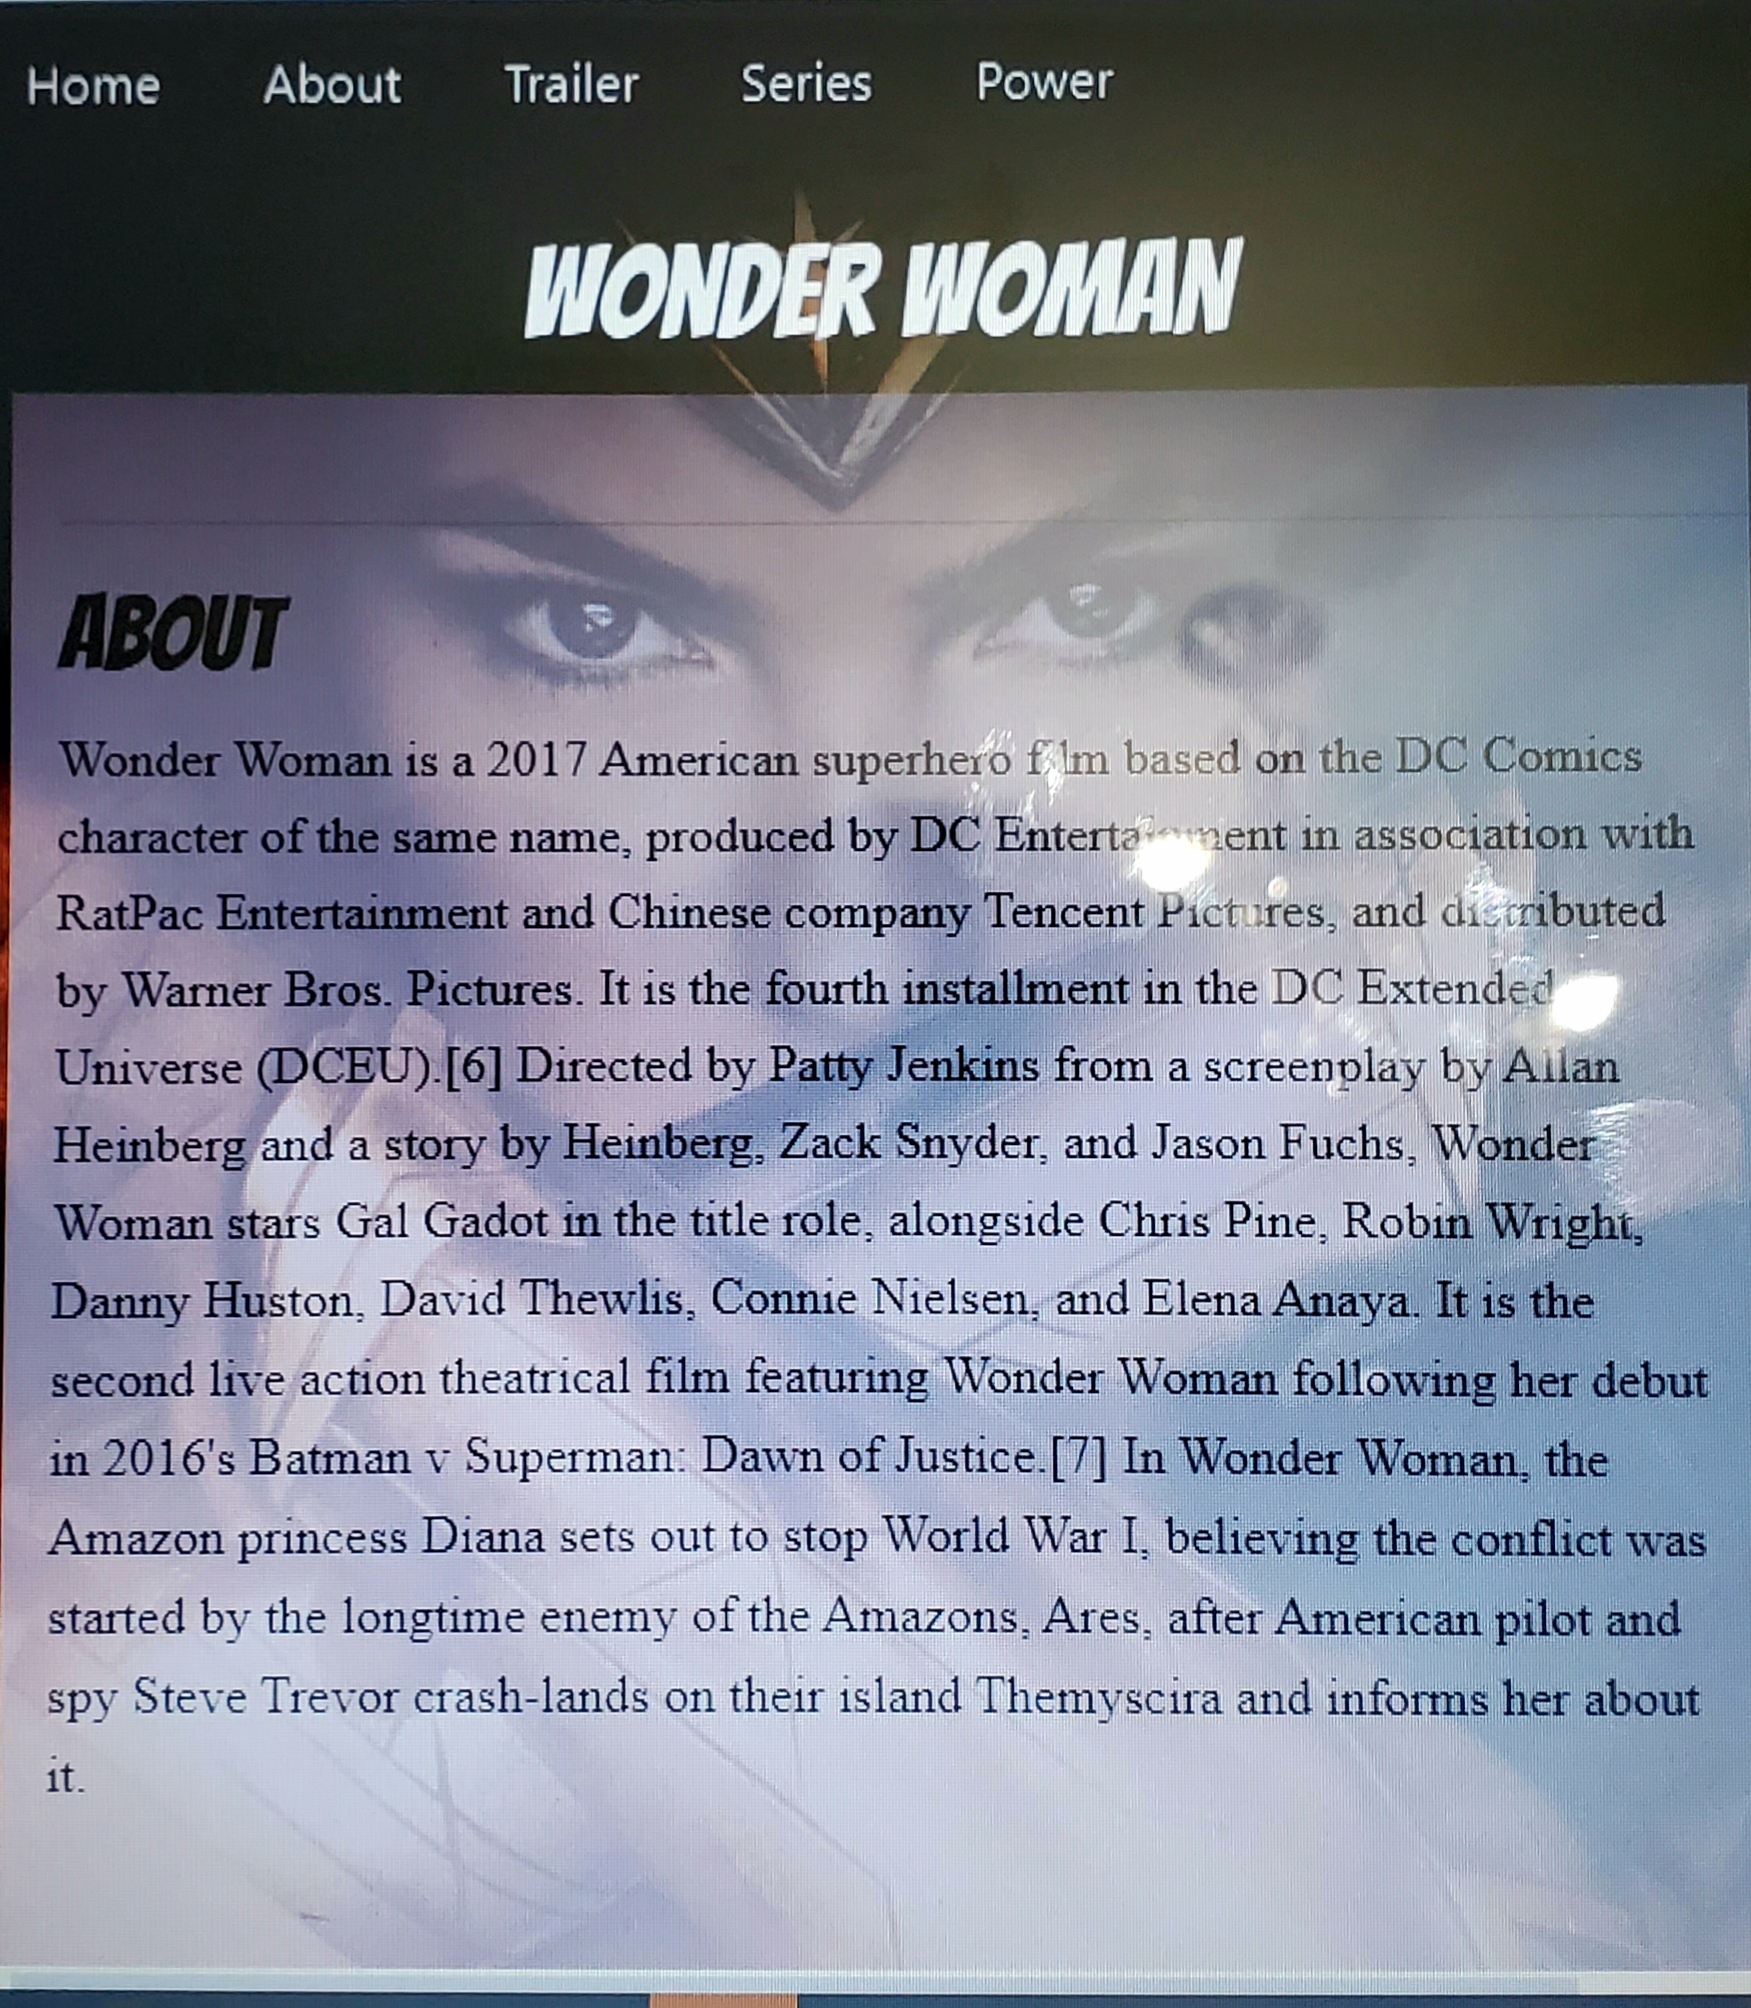 Home About Trailer Series Power
WONDER WOMAN
ABOUT
Wonder Woman is a 2017 American superhero film based on the DC Comics
character of the same name, produced by DC Entertainment in association with
RatPac Entertainment and Chinese company Tencent Pictures, and distributed
by Warner Bros. Pictures. It is the fourth installment in the DC Extended
Universe (DCEU).[6] Directed by Patty Jenkins from a screenplay by Allan
Heinberg and a story by Heinberg, Zack Snyder, and Jason Fuchs, Wonder
Woman stars Gal Gadot in the title role, alongside Chris Pine, Robin Wright,
Danny Huston, David Thewlis, Connie Nielsen, and Elena Anaya. It is the
second live action theatrical film featuring Wonder Woman following her debut
in 2016's Batman v Superman: Dawn of Justice.[7] In Wonder Woman, the
Amazon princess Diana sets out to stop World War I, believing the conflict was
started by the longtime enemy of the Amazons, Ares, after American pilot and
spy Steve Trevor crash-lands on their island Themyscira and informs her about
it.